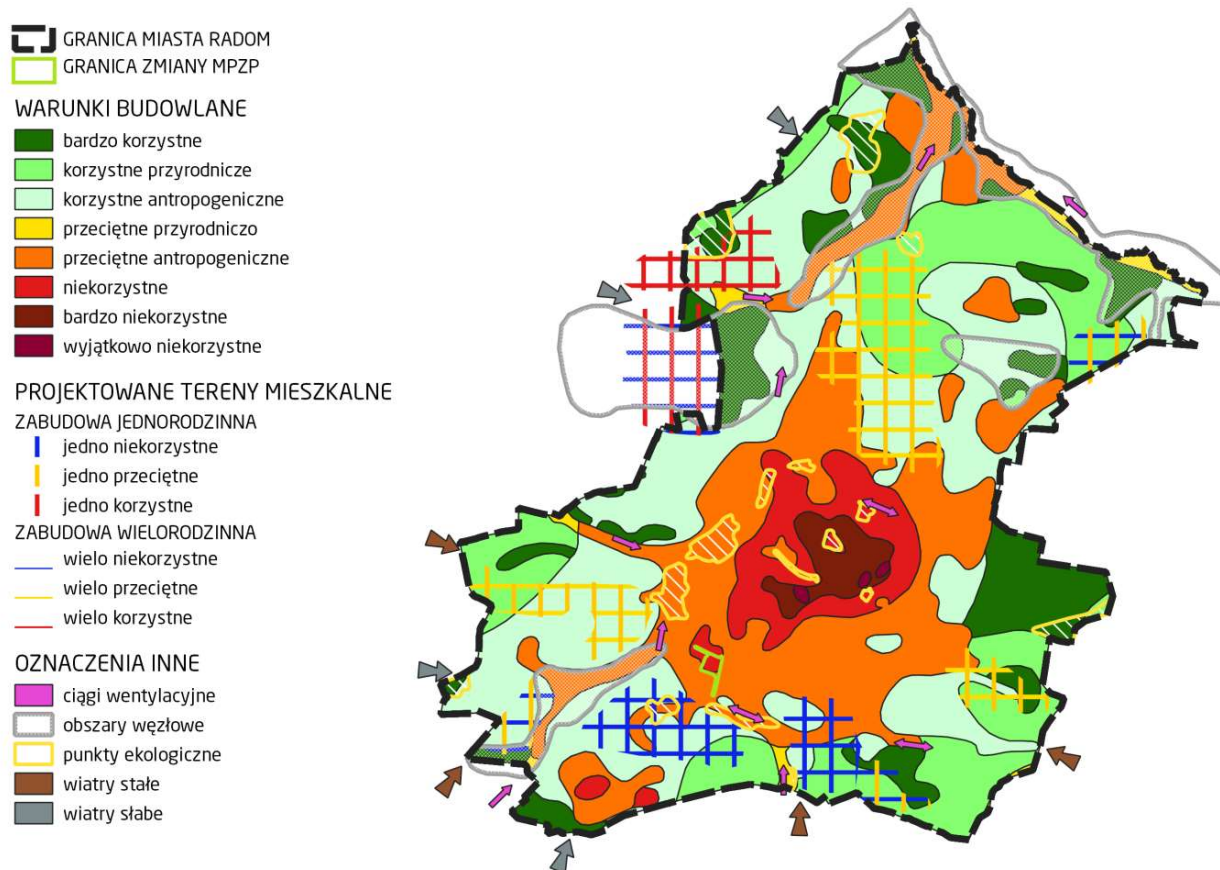 GRANICA MIASTA RADOM
GRANICA ZMIANY MPZP
WARUNKI BUDOWLANE
bardzo korzystne
korzystne przyrodnicze
korzystne antropogeniczne
przeciętne przyrodniczo
przeciętne antropogeniczne
niekorzystne
bardzo niekorzystne
wyjątkowo niekorzystne
PROJEKTOWANE TERENY MIESZKALNE
ZABUDOWA JEDNORODZINNA
jedno niekorzystne
jedno przeciętne
jedno korzystne
ZABUDOWA WIELORODZINNA
wielo niekorzystne
wielo przeciętne
wielo korzystne
OZNACZENIA INNE
ciągi wentylacyjne
obszary węzłowe
punkty ekologiczne
wiatry stałe
wiatry słabe